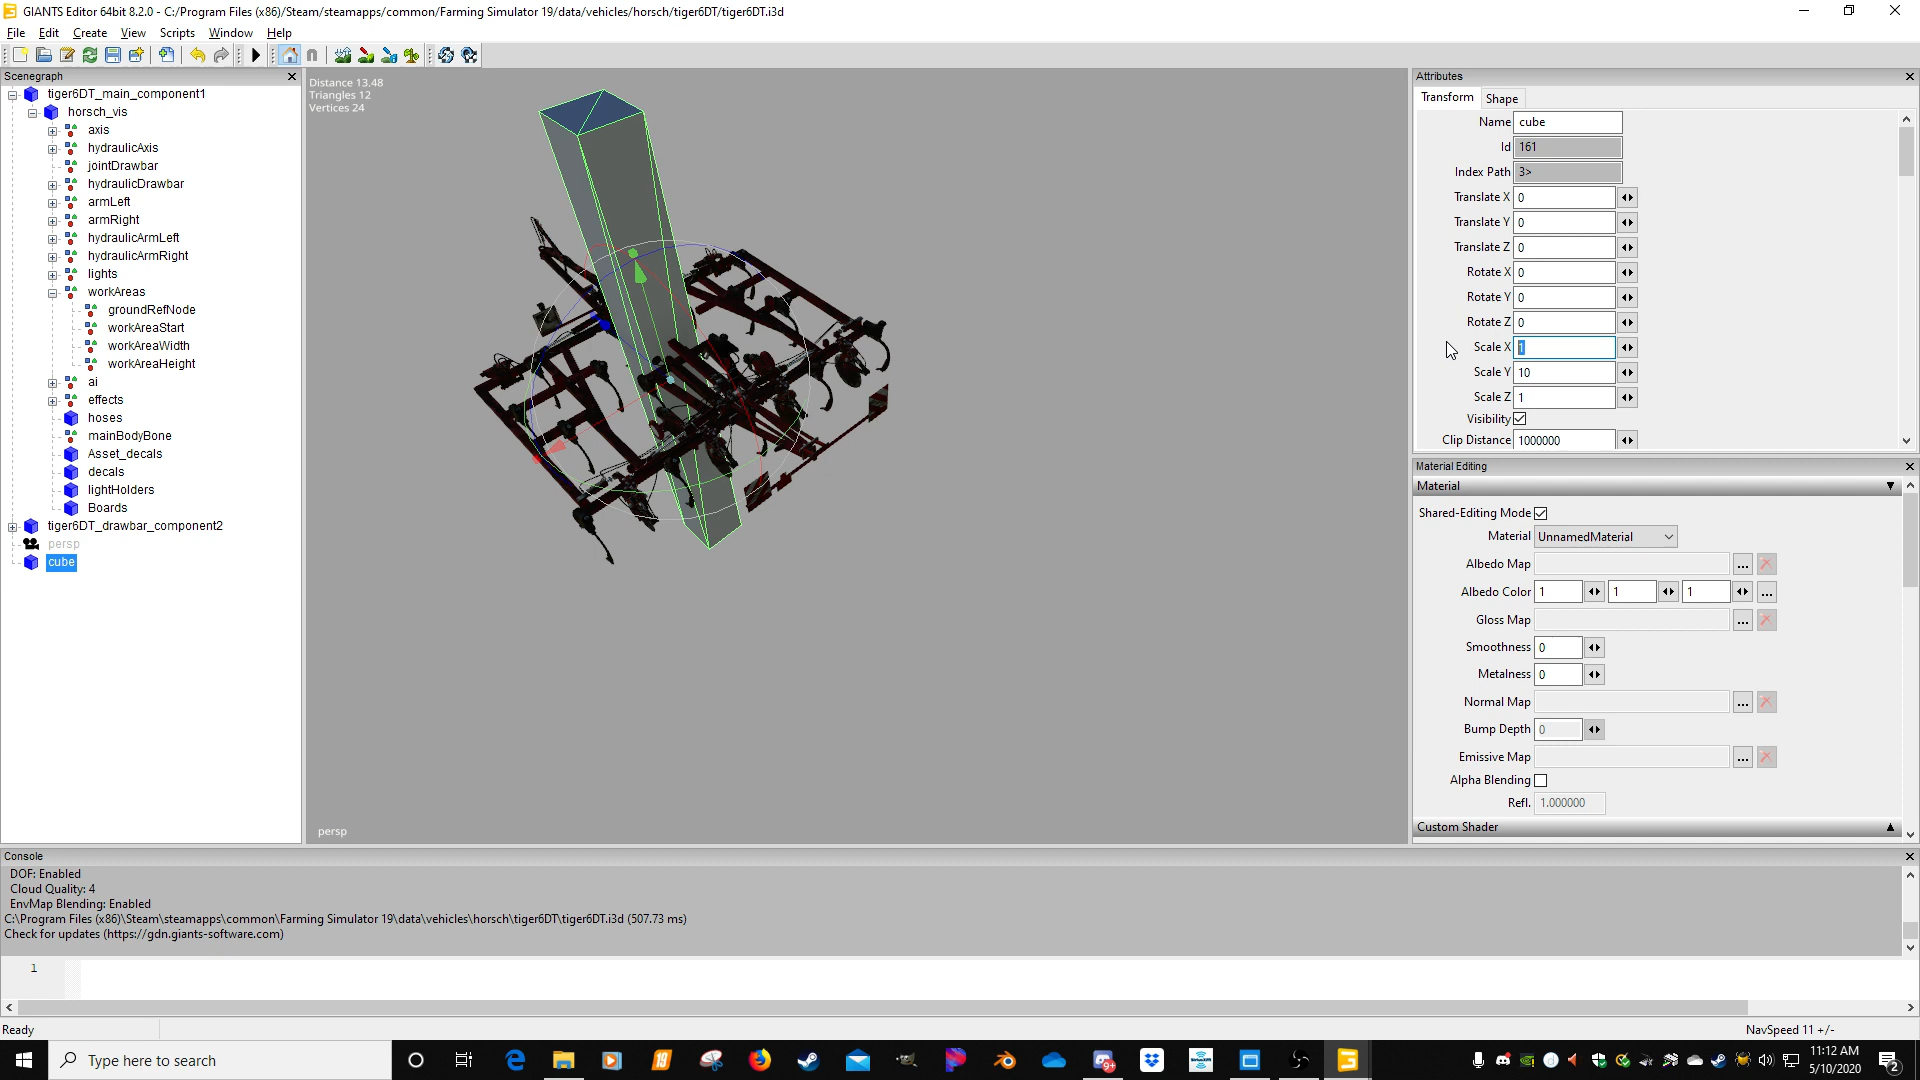 GIANTS Editor 64bit 8.2.0 - C:/Program Files (x86)/Steam/steamapps/common/Farming Simulator 19/data/vehicles/horsch/tiger6DT/tiger6DT.i3d
File Edit Create View Scripts Window Help
Scenegraph
tiger6DT_main_component1
horsch_vis
axis
hydraulicAxis
jointDrawbar
hydraulicDrawbar
armLeft
armRight
hydraulicArmLeft
hydraulicArmRight
lights
workAreas
groundRefNode
workAreaStart
workAreaWidth
workAreaHeight
ai
effects
hoses
mainBodyBone
Asset_decals
decals
lightHolders
Boards
tiger6DT_drawbar_component2
persp
cube
Distance 13.48
Triangles 12
Vertices 24
persp
Attributes
Transform Shape
Name cube
Id 161
Index Path 3>
Translate X 0
Translate Y 0
Translate Z 0
Rotate X 0
Rotate Y 0
Rotate Z 0
Scale X 1
Scale Y 10
Scale Z 1
Visibility
Clip Distance 1000000
Material Editing
Material
Shared-Editing Mode
Material UnnamedMaterial
Albedo Map ...
Albedo Color 1 1 1 ...
Gloss Map ...
Smoothness 0
Metalness 0
Normal Map ...
Bump Depth 0
Emissive Map ...
Alpha Blending
Refl. 1.000000
Custom Shader
Console
DOF: Enabled
Cloud Quality: 4
EnvMap Blending: Enabled
C:\Program Files (x86)\Steam\steamapps\common\Farming Simulator 19\data\vehicles\horsch\tiger6DT\tiger6DT.i3d (507.73 ms)
Check for updates (https://gdn.giants-software.com)
1
Ready
NavSpeed 11 +/-
Type here to search
19
9+
11:12 AM
5/10/2020
2